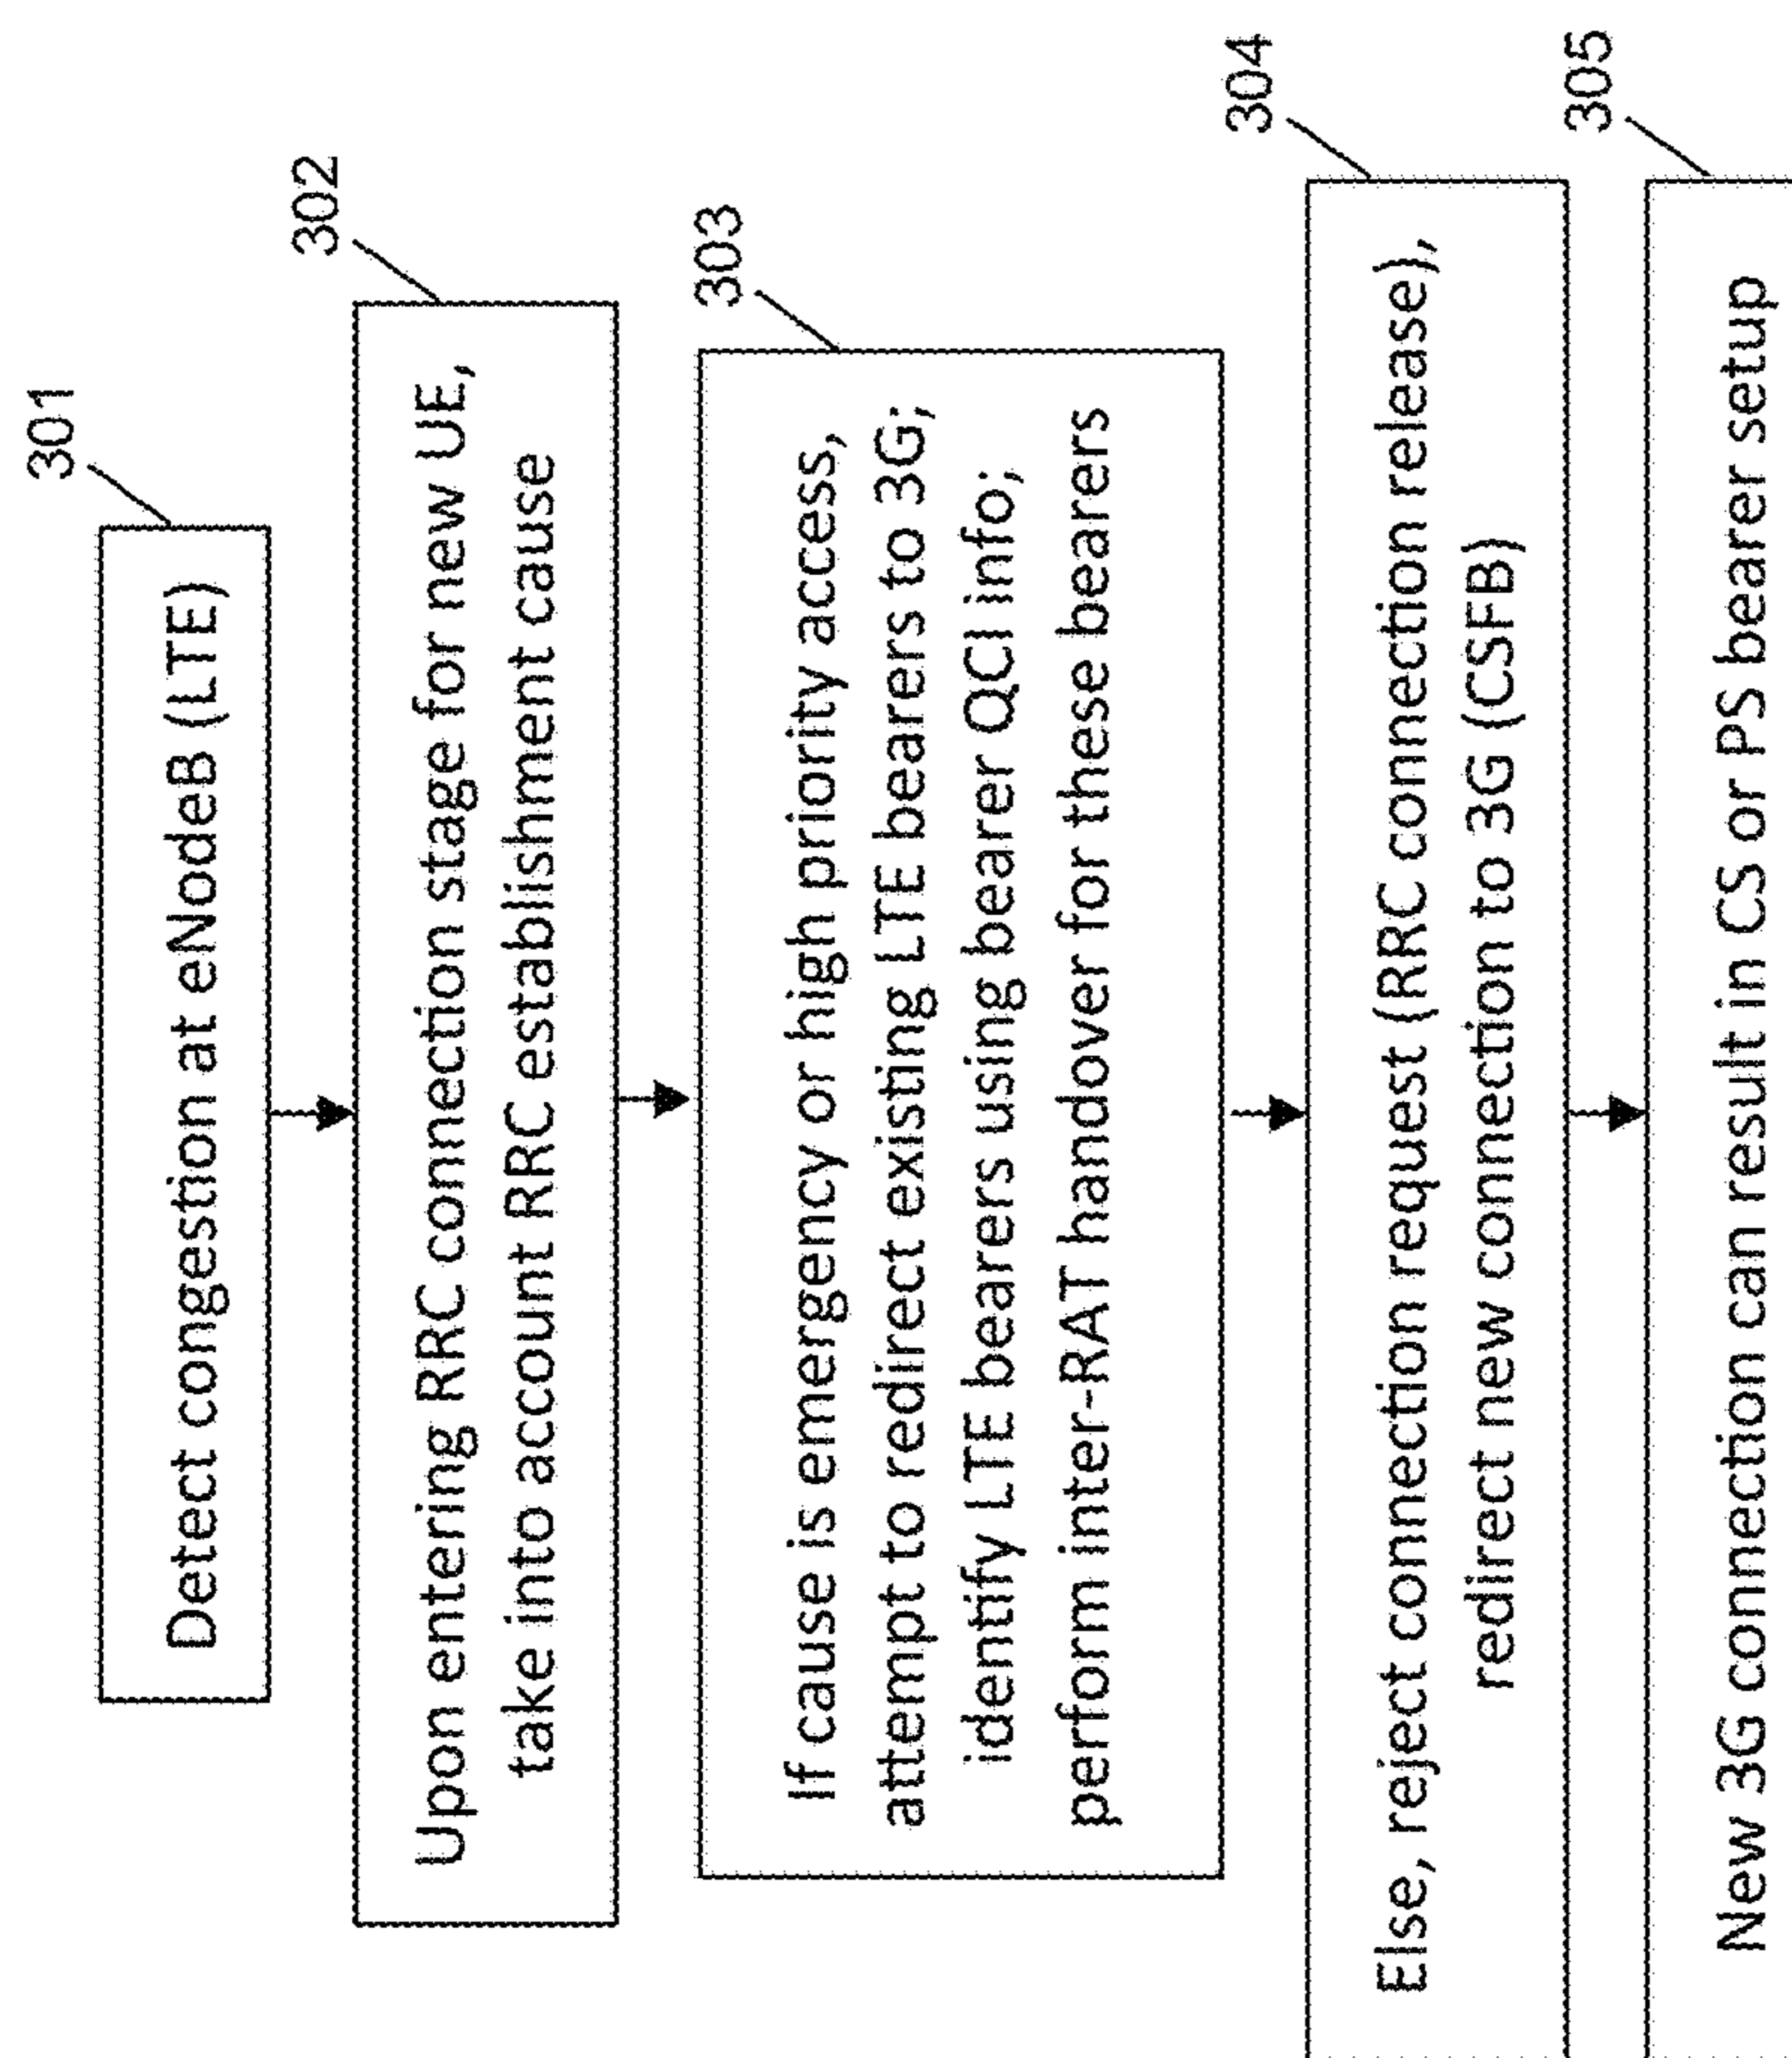 301
Detect congestion at eNodeB (LTE)
302
Upon entering RRC connection stage for new UE,
take into account RRC establishment cause
303
If cause is emergency or high priority access,
attempt to redirect existing LTE bearers to 3G;
identify LTE bearers using bearer QCI info;
perform inter-RAT handover for these bearers
304
Else, reject connection request (RRC connection release),
redirect new connection to 3G (CSFB)
305
New 3G connection can result in CS or PS bearer setup